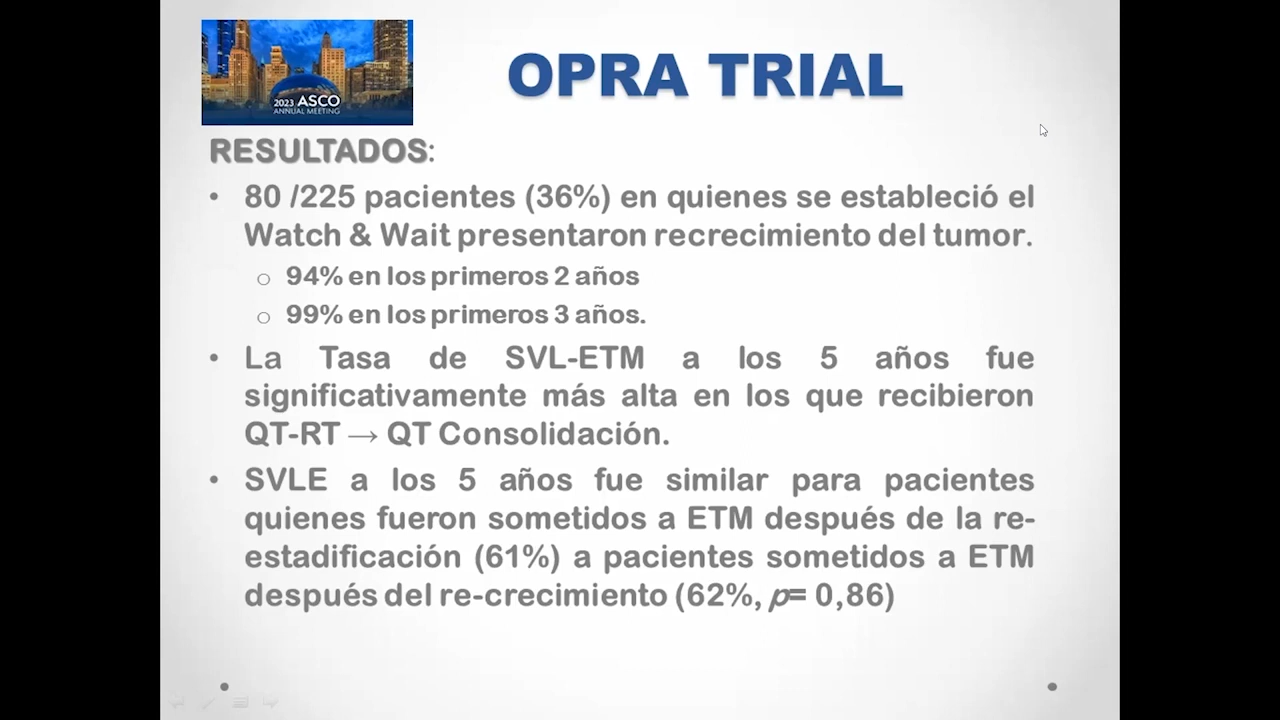 2023 ASCO
ANNUAL MEETING
OPRA TRIAL
RESULTADOS:
• 80 /225 pacientes (36%) en quienes se estableció el
Watch & Wait presentaron recrecimiento del tumor.
o 94% en los primeros 2 años
o 99% en los primeros 3 años.
• La Tasa de SVL-ETM a los 5 años fue
significativamente más alta en los que recibieron
QT-RT → QT Consolidación.
• SVLE a los 5 años fue similar para pacientes
quienes fueron sometidos a ETM después de la re-
estadificación (61%) a pacientes sometidos a ETM
después del re-crecimiento (62%, p= 0,86)